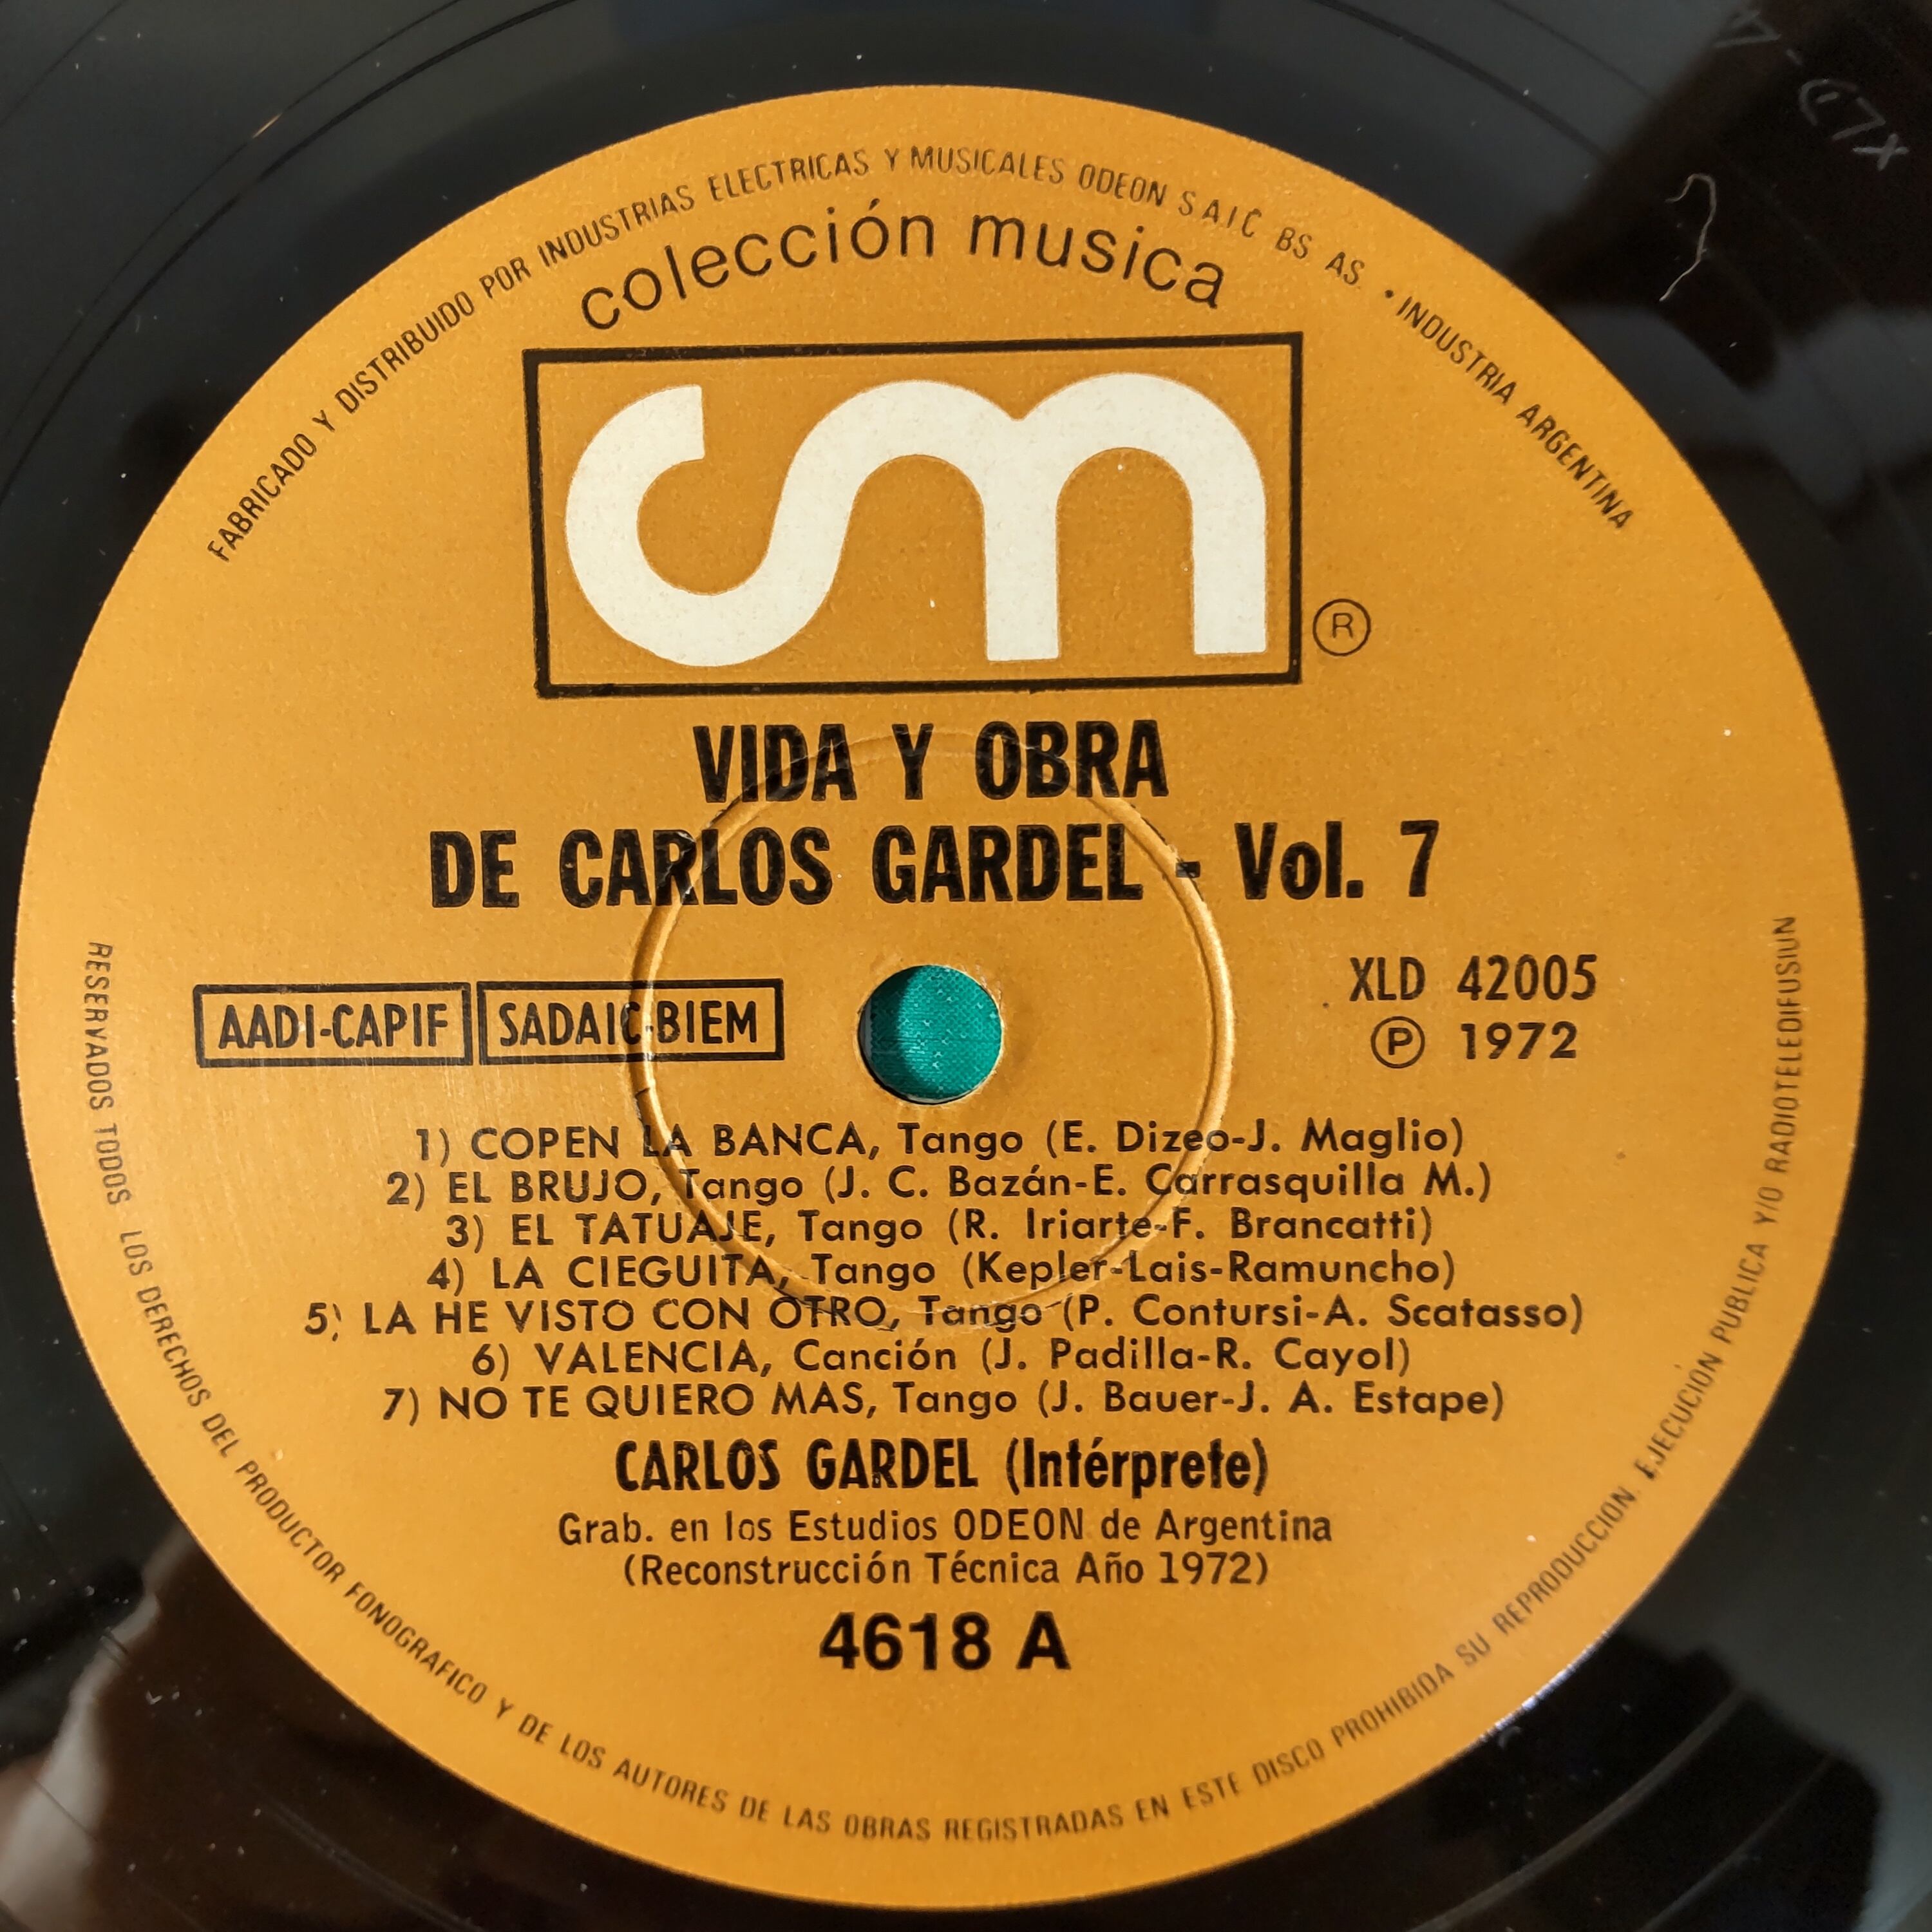 FABRICADO Y DISTRIBUIDO POR INDUSTRIAS ELECTRICAS Y MUSICALES ODEON S.A.I.C. BS. AS. • INDUSTRIA ARGENTINA
colección musica
cm
®
VIDA Y OBRA
DE CARLOS GARDEL - Vol. 7
AADI-CAPIF SADAIC-BIEM
XLD 42005
Ⓟ 1972
1) COPEN LA BANCA, Tango (E. Dizeo-J. Maglio)
2) EL BRUJO, Tango (J. C. Bazán-E. Carrasquilla M.)
3) EL TATUAJE, Tango (R. Iriarte-F. Brancatti)
4) LA CIEGUITA, Tango (Kepler-Lais-Ramuncho)
5) LA HE VISTO CON OTRO, Tango (P. Contursi-A. Scatasso)
6) VALENCIA, Canción (J. Padilla-R. Cayol)
7) NO TE QUIERO MAS, Tango (J. Bauer-J. A. Estape)
CARLOS GARDEL (Intérprete)
Grab. en los Estudios ODEON de Argentina
(Reconstrucción Técnica Año 1972)
4618 A
RESERVADOS TODOS LOS DERECHOS DEL PRODUCTOR FONOGRAFICO Y DE LOS AUTORES DE LAS OBRAS REGISTRADAS EN ESTE DISCO PROHIBIDA SU REPRODUCCION EJECUCION PUBLICA Y/O RADIOTELEDIFUSION
XLD-4